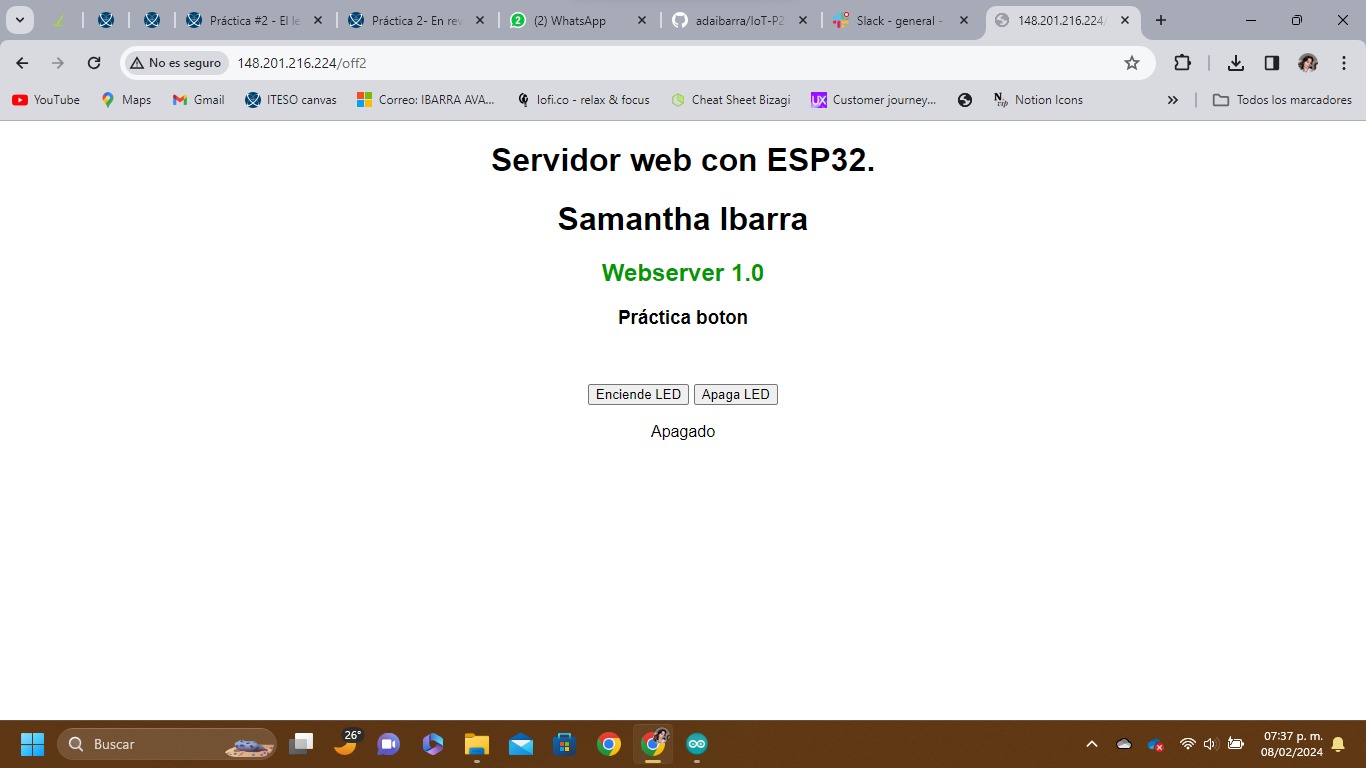 Práctica #2 - El le
Práctica 2- En rev
(2) WhatsApp
adaibarra/IoT-P2
Slack - general -
148.201.216.224/
No es seguro
148.201.216.224/off2
YouTube
Maps
Gmail
ITESO canvas
Correo: IBARRA AVA...
lofi.co - relax & focus
Cheat Sheet Bizagi
UX
Customer journey...
Notion Icons
Todos los marcadores
Servidor web con ESP32.
Samantha Ibarra
Webserver 1.0
Práctica boton
Enciende LED
Apaga LED
Apagado
Buscar
26°
07:37 p. m.
08/02/2024